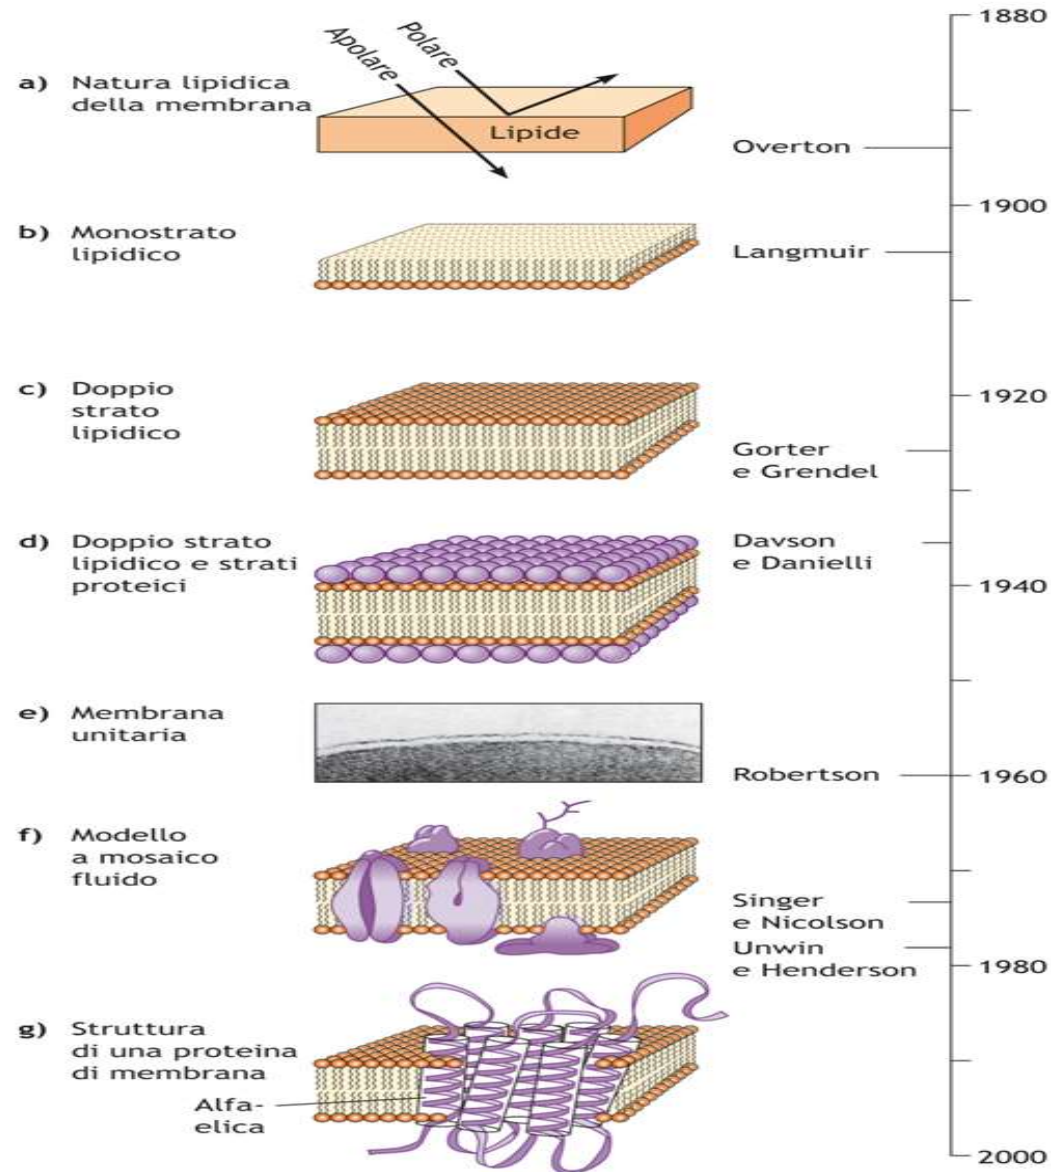 a) Natura lipidica
della membrana
Apolare
Polare
Lipide
Overton
b) Monostrato
lipidico
Langmuir
c) Doppio
strato
lipidico
Gorter
e Grendel
d) Doppio strato
lipidico e strati
proteici
Davson
e Danielli
e) Membrana
unitaria
Robertson
f) Modello
a mosaico
fluido
Singer
e Nicolson
Unwin
e Henderson
g) Struttura
di una proteina
di membrana
Alfa-
elica
1880
1900
1920
1940
1960
1980
2000